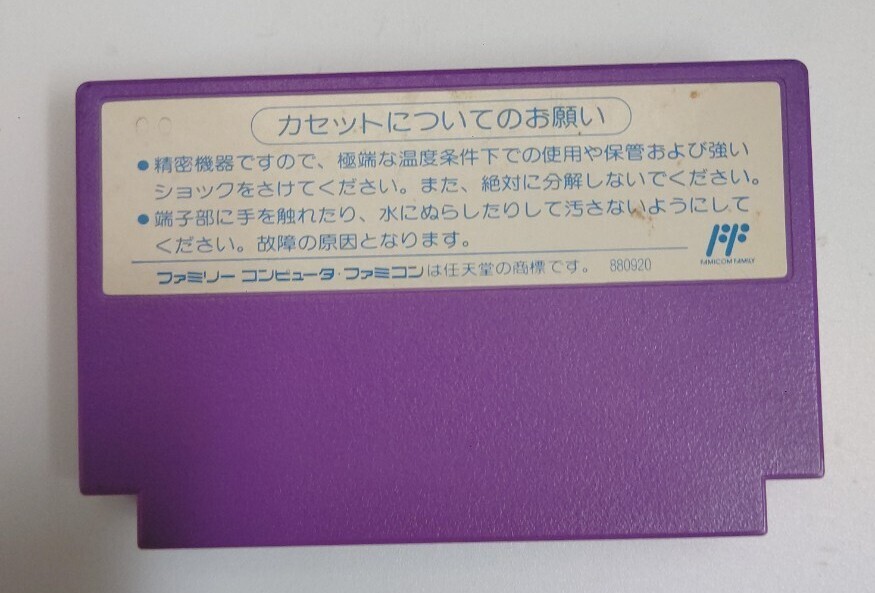 カセットについてのお願い
●精密機器ですので、極端な温度条件下での使用や保管および強い
ショックをさけてください。また、絶対に分解しないでください。
●端子部に手を触れたり、水にぬらしたりして汚さないようにして
ください。故障の原因となります。
FAMICOM FAMILY
ファミリー コンピュータ・ファミコンは任天堂の商標です。 880920